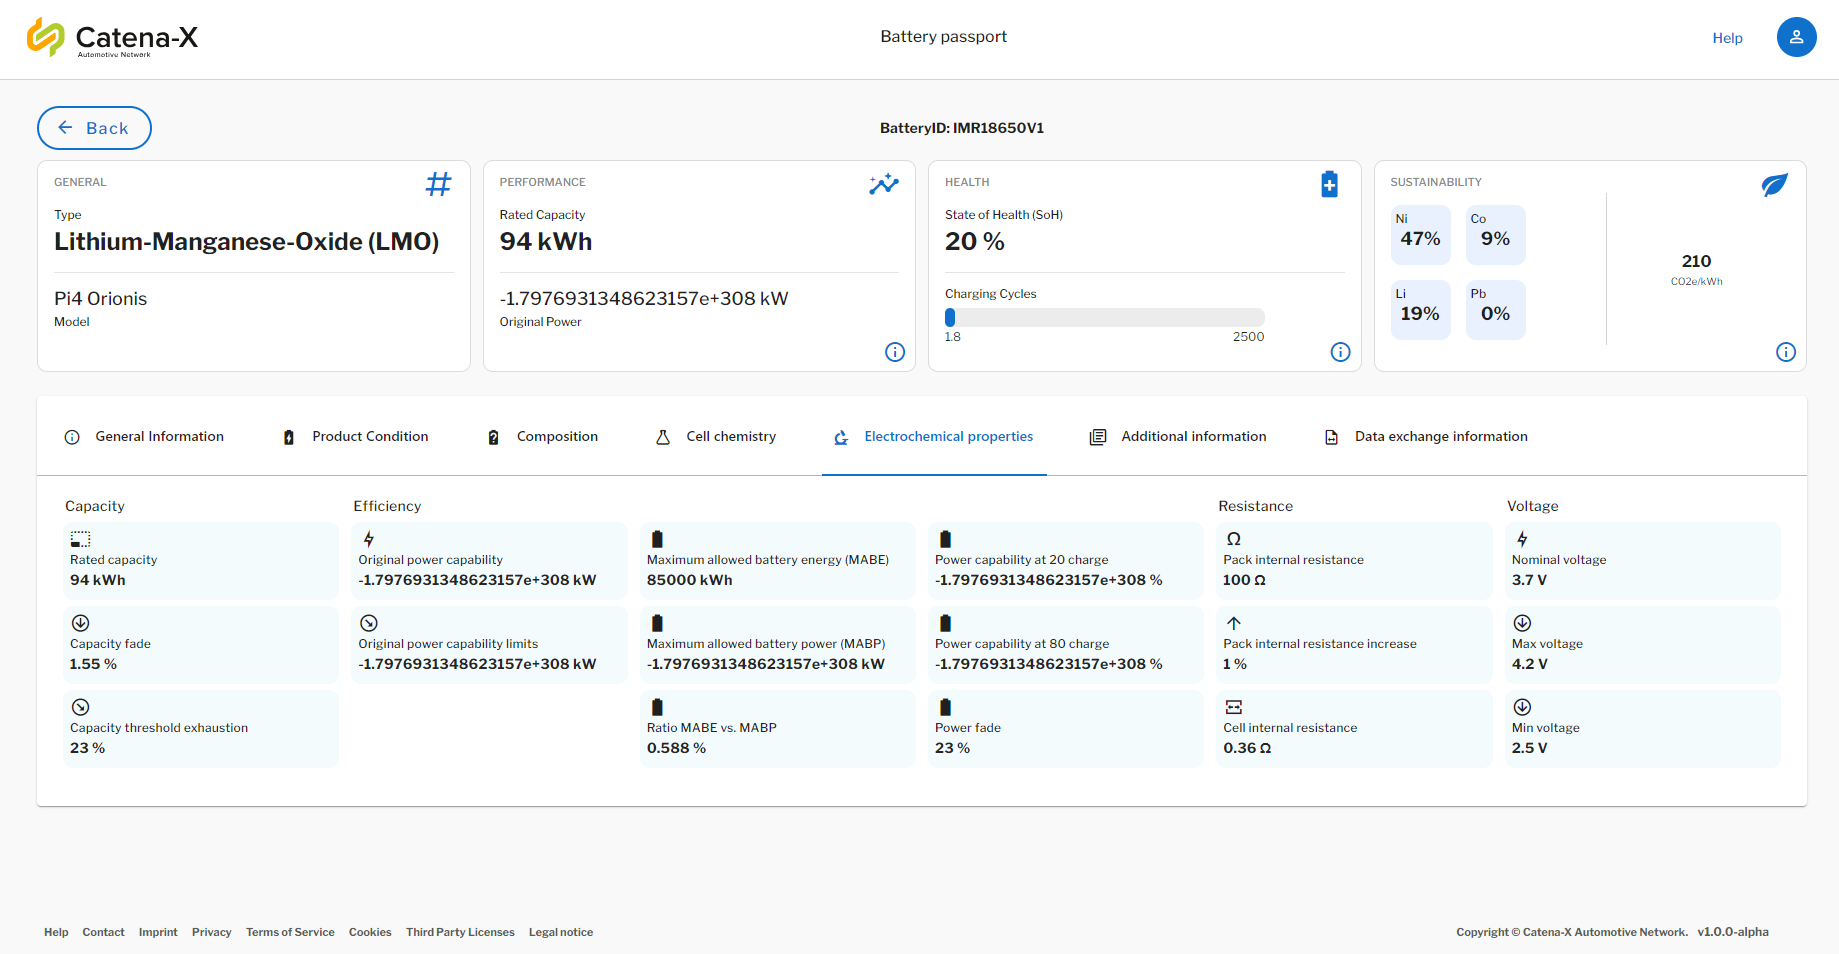 Catena-X
Automotive Network
Battery passport
Help
Back
BatteryID: IMR18650V1
GENERAL
Type
Lithium-Manganese-Oxide (LMO)
Pi4 Orionis
Model
PERFORMANCE
Rated Capacity
94 kWh
-1.7976931348623157e+308 kW
Original Power
HEALTH
State of Health (SoH)
20 %
Charging Cycles
1.8 2500
SUSTAINABILITY
Ni
47%
Co
9%
Li
19%
Pb
0%
210
CO2e/kWh
General Information
Product Condition
Composition
Cell chemistry
Electrochemical properties
Additional information
Data exchange information
Capacity
Rated capacity
94 kWh
Capacity fade
1.55 %
Capacity threshold exhaustion
23 %
Efficiency
Original power capability
-1.7976931348623157e+308 kW
Original power capability limits
-1.7976931348623157e+308 kW
Maximum allowed battery energy (MABE)
85000 kWh
Maximum allowed battery power (MABP)
-1.7976931348623157e+308 kW
Ratio MABE vs. MABP
0.588 %
Power capability at 20 charge
-1.7976931348623157e+308 %
Power capability at 80 charge
-1.7976931348623157e+308 %
Power fade
23 %
Resistance
Pack internal resistance
100 Ω
Pack internal resistance increase
1 %
Cell internal resistance
0.36 Ω
Voltage
Nominal voltage
3.7 V
Max voltage
4.2 V
Min voltage
2.5 V
Help Contact Imprint Privacy Terms of Service Cookies Third Party Licenses Legal notice
Copyright © Catena-X Automotive Network. v1.0.0-alpha